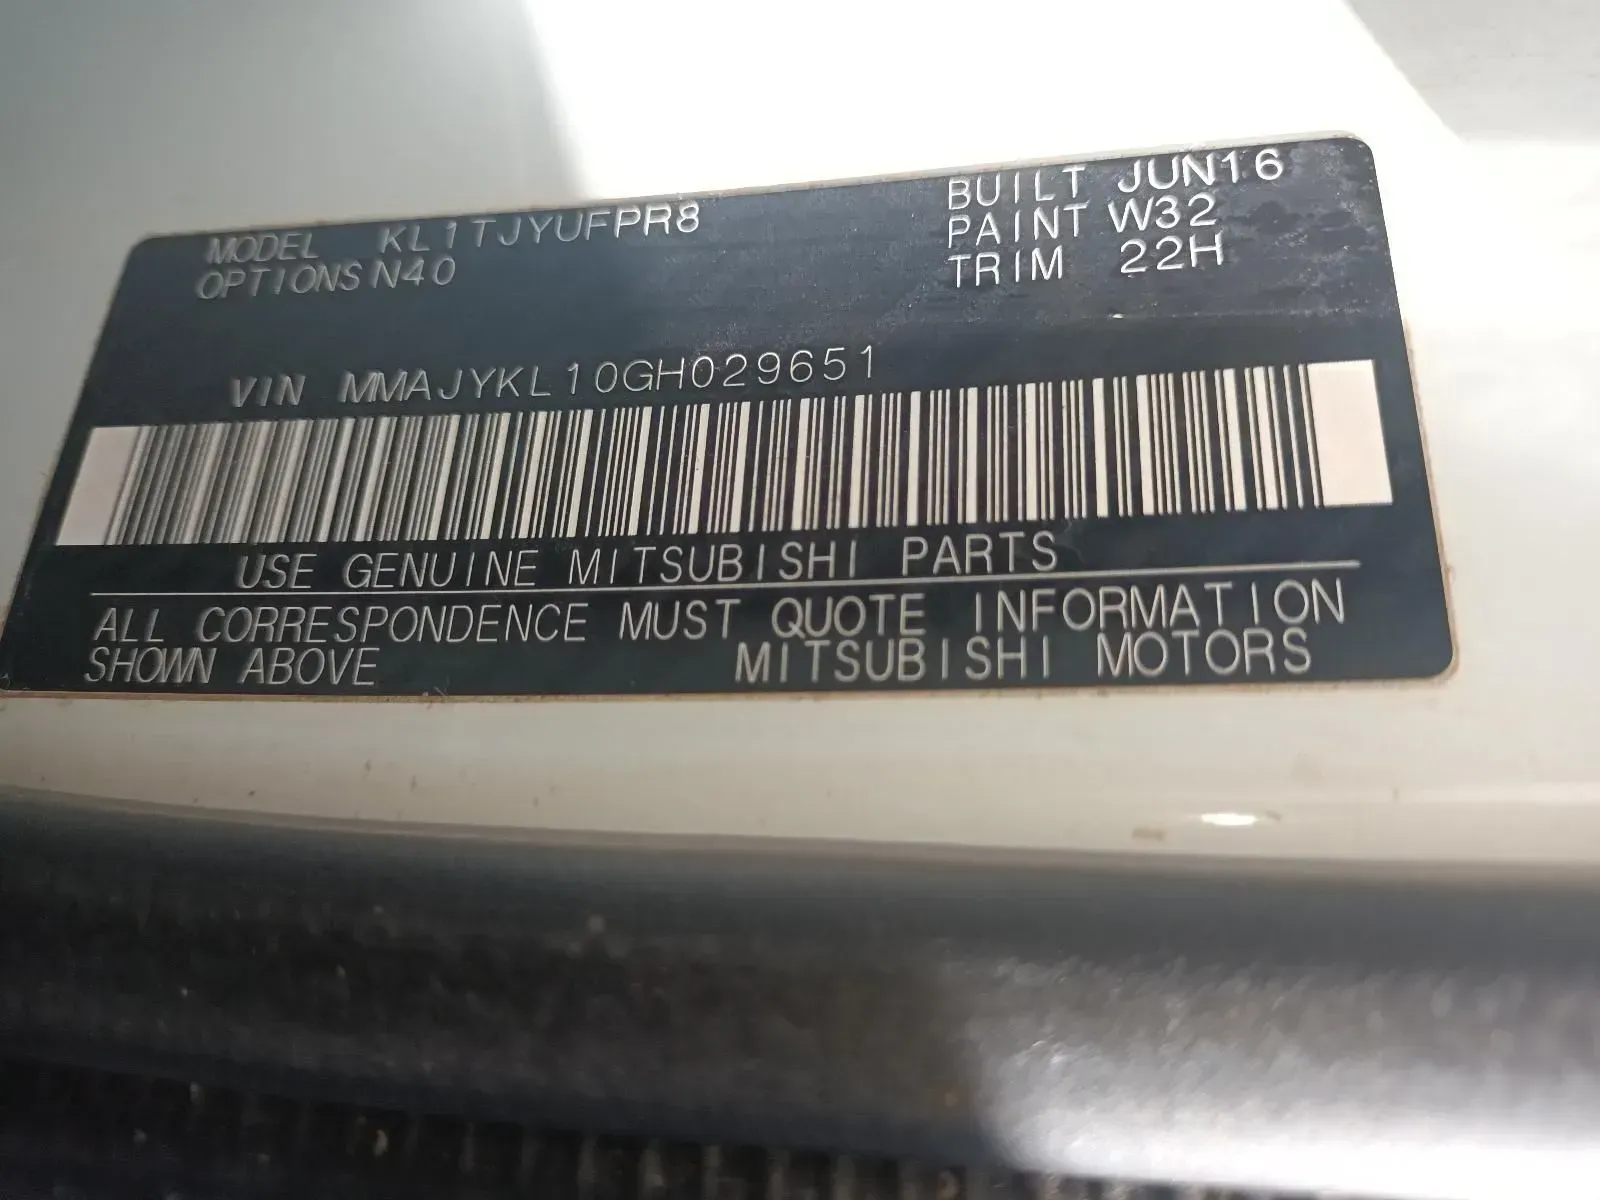 MODEL KL1TJYUFPR8 BUILT JUN16
OPTIONS N40 PAINT W32
TRIM 22H
VIN MMAJYKL10GH029651
USE GENUINE MITSUBISHI PARTS
ALL CORRESPONDENCE MUST QUOTE INFORMATION
SHOWN ABOVE MITSUBISHI MOTORS